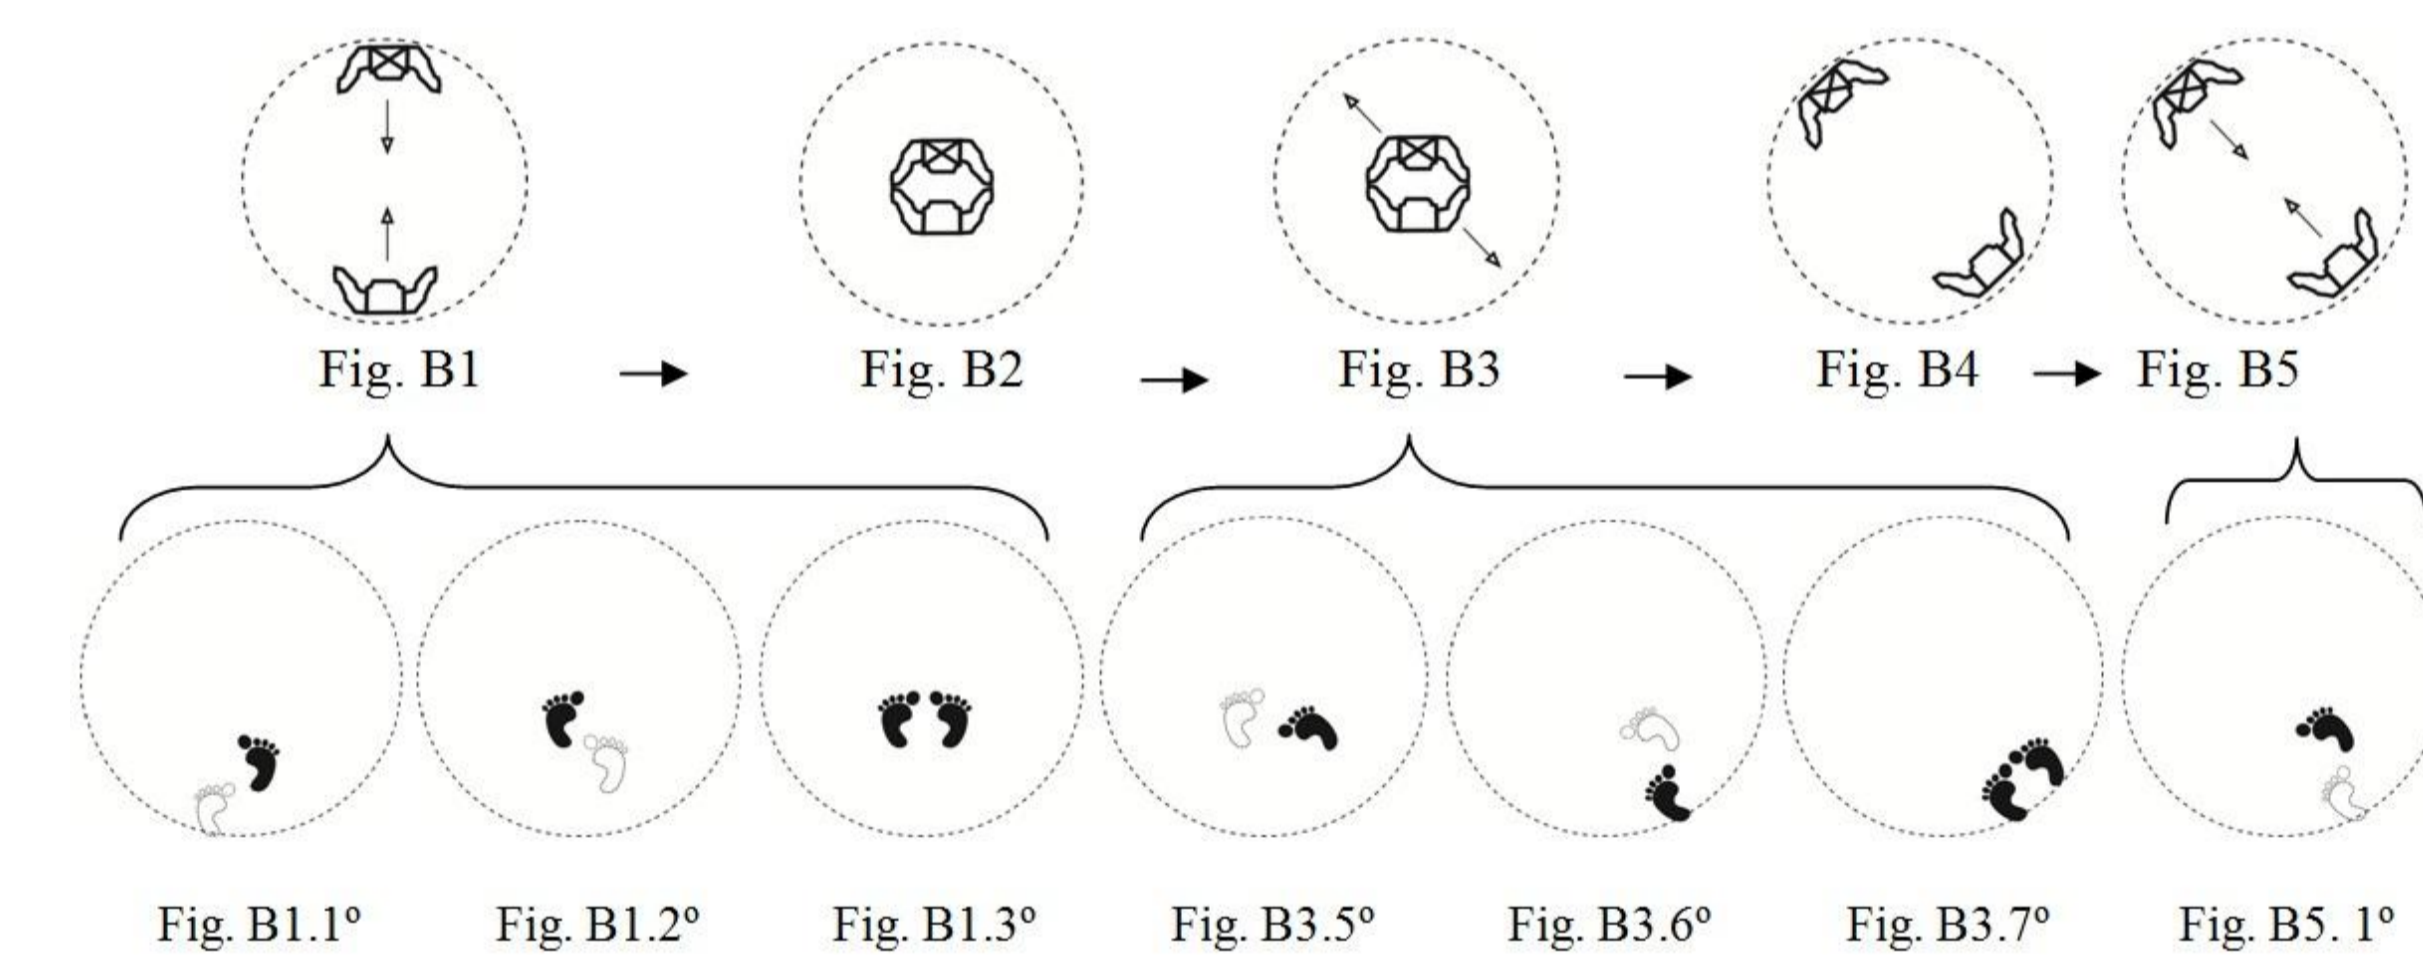 Fig. B1
Fig. B2
Fig. B3
Fig. B4
Fig. B5
Fig. B1.1º
Fig. B1.2º
Fig. B1.3º
Fig. B3.5º
Fig. B3.6º
Fig. B3.7º
Fig. B5. 1º